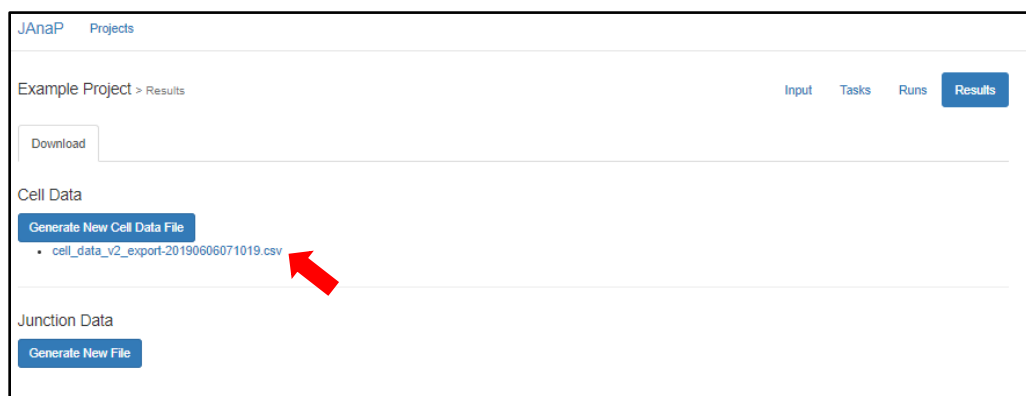 JAnaP Projects
Example Project > Results Input Tasks Runs Results
Download
Cell Data
Generate New Cell Data File
• cell_data_v2_export-20190606071019.csv
Junction Data
Generate New File